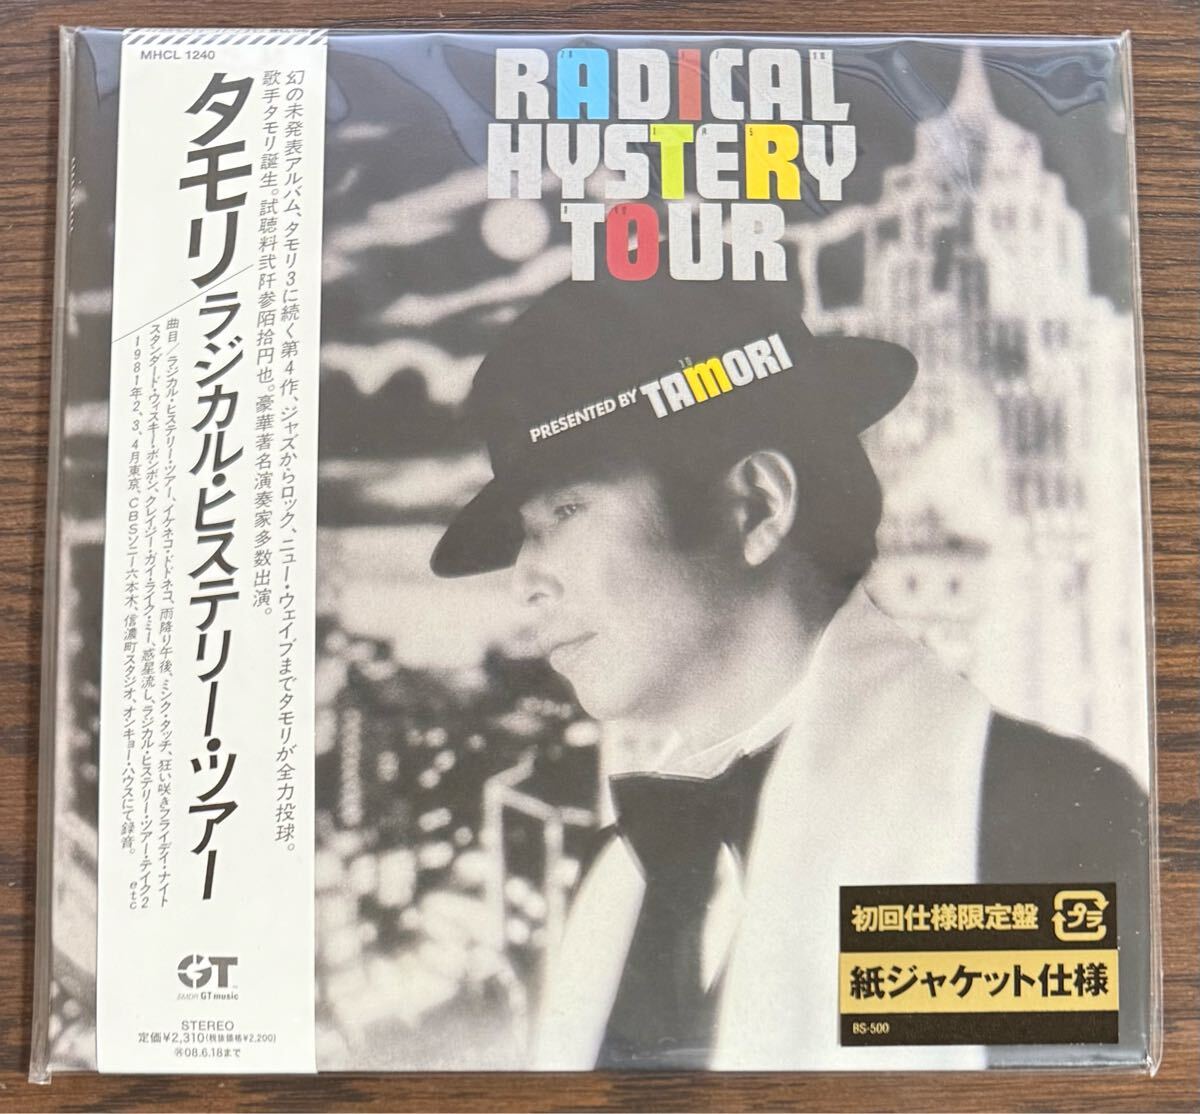 MHCL 1240
タモリ/ラジカル・ヒステリー・ツアー
幻の未発表アルバム、タモリ3に続く第4作、ジャズからロック、ニュー・ウェイブまでタモリが全力投球。
歌手タモリ誕生。試聴料弐阡参陌拾円也。豪華著名演奏家多数出演。
曲目/ラジカル・ヒステリー・ツアー、イケネコ・ドドネコ、雨降り午後、ミンク・タッチ、狂い咲きフライデイ・ナイト
スタンダード・ウィスキー・ボンボン、クレイジー・ガイ・ライク・ミー、惑星流し、ラジカル・ヒステリー・ツアー・テイク2
1981年2、3、4月東京、CBSソニー六本木、信濃町スタジオ、オンキョー・ハウスにて録音。 etc
GT
SMDR GT music
STEREO
定価¥2,310(税抜価格¥2,200)
08.6.18まで
RADICAL
HYSTERY
TOUR
PRESENTED BY TAMORI
初回仕様限定盤
プラ
紙ジャケット仕様
BS-500